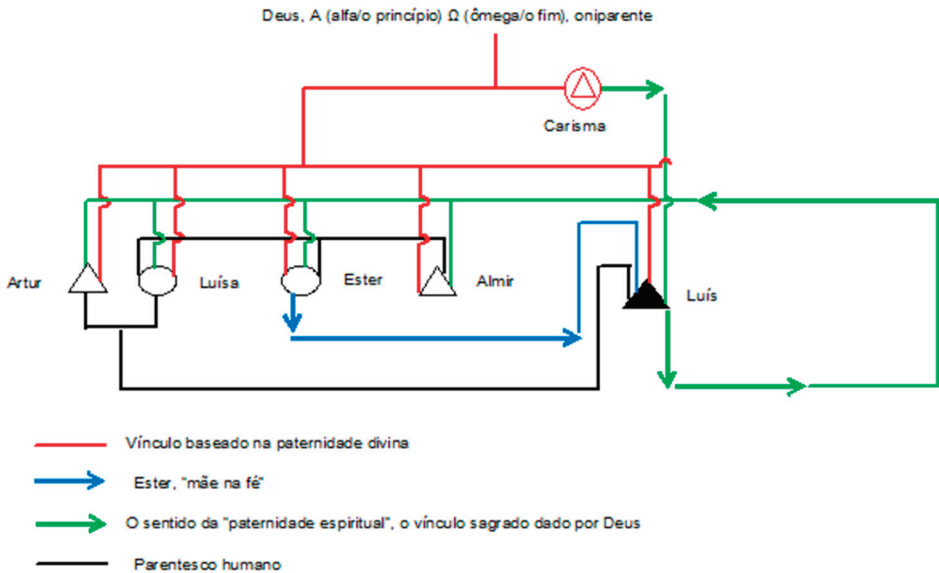 Deus, A (alfa/o princípio) Ω (ômega/o fim), oniparente
Carisma
Artur
Luísa
Ester
Almir
Luís
Vínculo baseado na paternidade divina
Ester, "mãe na fé"
O sentido da "paternidade espiritual", o vínculo sagrado dado por Deus
Parentesco humano